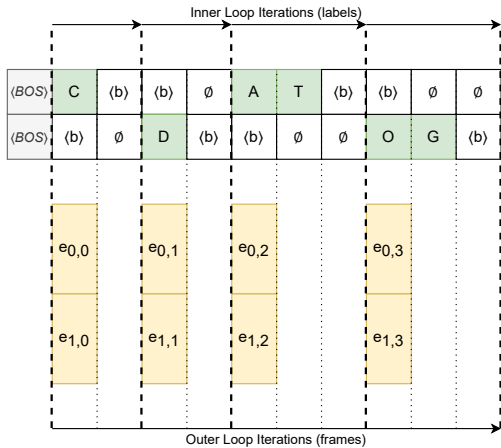 Inner Loop Iterations (labels)
⟨BOS⟩ C ⟨b⟩ ⟨b⟩ ∅ A T ⟨b⟩ ⟨b⟩ ∅ ∅
⟨BOS⟩ ⟨b⟩ ∅ D ⟨b⟩ ⟨b⟩ ∅ ∅ O G ⟨b⟩
e0,0 e0,1 e0,2 e0,3
e1,0 e1,1 e1,2 e1,3
Outer Loop Iterations (frames)